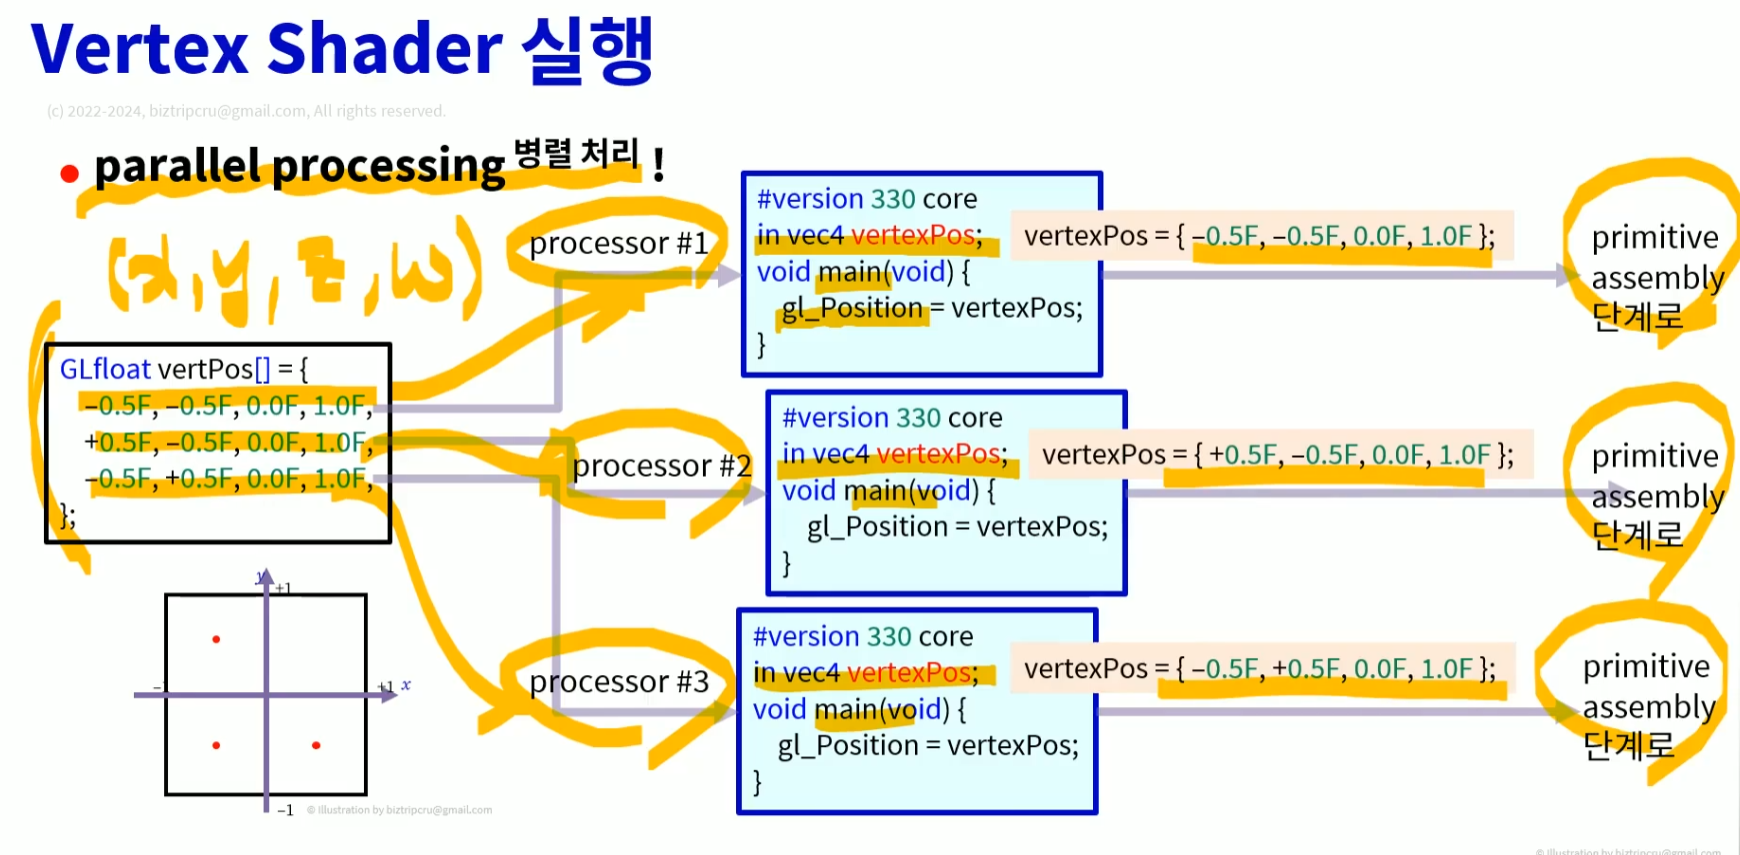 Vertex Shader 실행
(c) 2022-2024, biztripcru@gmail.com, All rights reserved.
• parallel processing 병렬 처리 !
(x, y, z, w)
GLfloat vertPos[] = {
–0.5F, –0.5F, 0.0F, 1.0F,
+0.5F, –0.5F, 0.0F, 1.0F,
–0.5F, +0.5F, 0.0F, 1.0F,
};
y
+1
–1
+1 x
–1
© Illustration by biztripcru@gmail.com
processor #1
#version 330 core
in vec4 vertexPos;
void main(void) {
gl_Position = vertexPos;
}
vertexPos = { –0.5F, –0.5F, 0.0F, 1.0F };
primitive
assembly
단계로
processor #2
#version 330 core
in vec4 vertexPos;
void main(void) {
gl_Position = vertexPos;
}
vertexPos = { +0.5F, –0.5F, 0.0F, 1.0F };
primitive
assembly
단계로
processor #3
#version 330 core
in vec4 vertexPos;
void main(void) {
gl_Position = vertexPos;
}
vertexPos = { –0.5F, +0.5F, 0.0F, 1.0F };
primitive
assembly
단계로
© Illustration by biztripcru@gmail.com